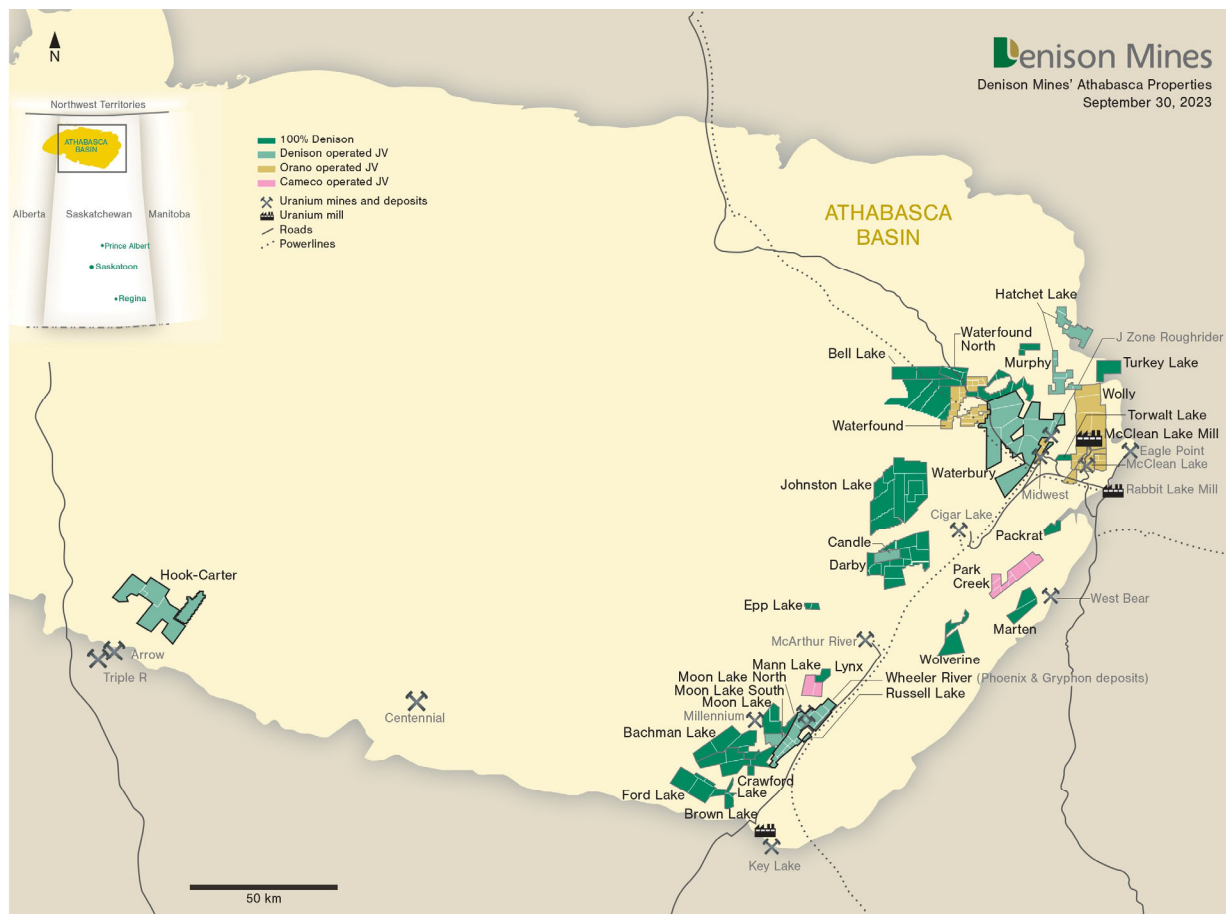 N
Denison Mines
Denison Mines' Athabasca Properties
September 30, 2023
Northwest Territories
ATHABASCA
BASIN
Alberta
Saskatchewan
Manitoba
Prince Albert
Saskatoon
Regina
100% Denison
Denison operated JV
Orano operated JV
Cameco operated JV
Uranium mines and deposits
Uranium mill
Roads
Powerlines
ATHABASCA
BASIN
Hatchet Lake
J Zone Roughrider
Waterfound
North
Murphy
Bell Lake
Turkey Lake
Wolly
Torwalt Lake
Waterfound
McClean Lake Mill
Eagle Point
McClean Lake
Waterbury
Midwest
Rabbit Lake Mill
Johnston Lake
Cigar Lake
Packrat
Candle
Darby
Park
Creek
Hook-Carter
West Bear
Epp Lake
Marten
McArthur River
Wolverine
Arrow
Triple R
Mann Lake
Lynx
Moon Lake North
Wheeler River (Phoenix & Gryphon deposits)
Moon Lake South
Russell Lake
Moon Lake
Millennium
Centennial
Bachman Lake
Crawford
Lake
Ford Lake
Brown Lake
Key Lake
50 km